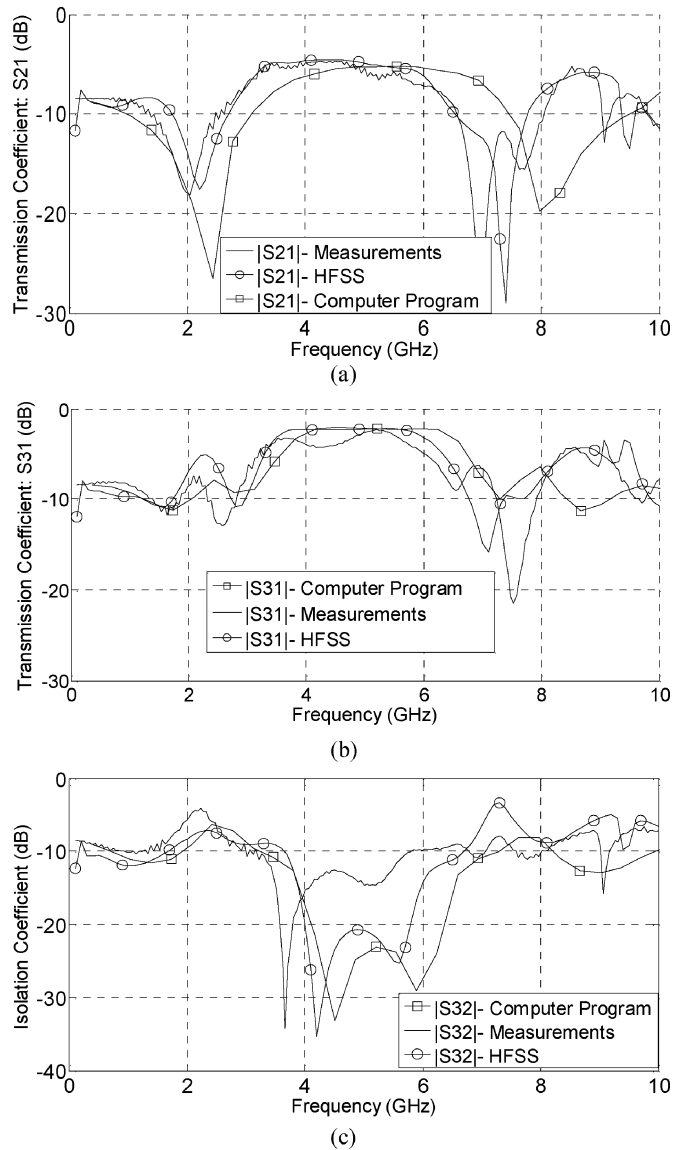 Transmission Coefficient: S21 (dB)
0
-10
-20
-30
|S21|- Measurements
|S21|- HFSS
|S21|- Computer Program
0 2 4 6 8 10
Frequency (GHz)
(a)
Transmission Coefficient: S31 (dB)
0
-10
-20
-30
|S31|- Computer Program
|S31|- Measurements
|S31|- HFSS
0 2 4 6 8 10
Frequency (GHz)
(b)
Isolation Coefficient (dB)
0
-10
-20
-30
-40
|S32|- Computer Program
|S32|- Measurements
|S32|- HFSS
0 2 4 6 8 10
Frequency (GHz)
(c)